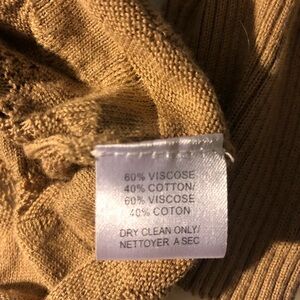 60% VISCOSE
40% COTTON/
60% VISCOSE
40% COTON
DRY CLEAN ONLY/
NETTOYER A SEC